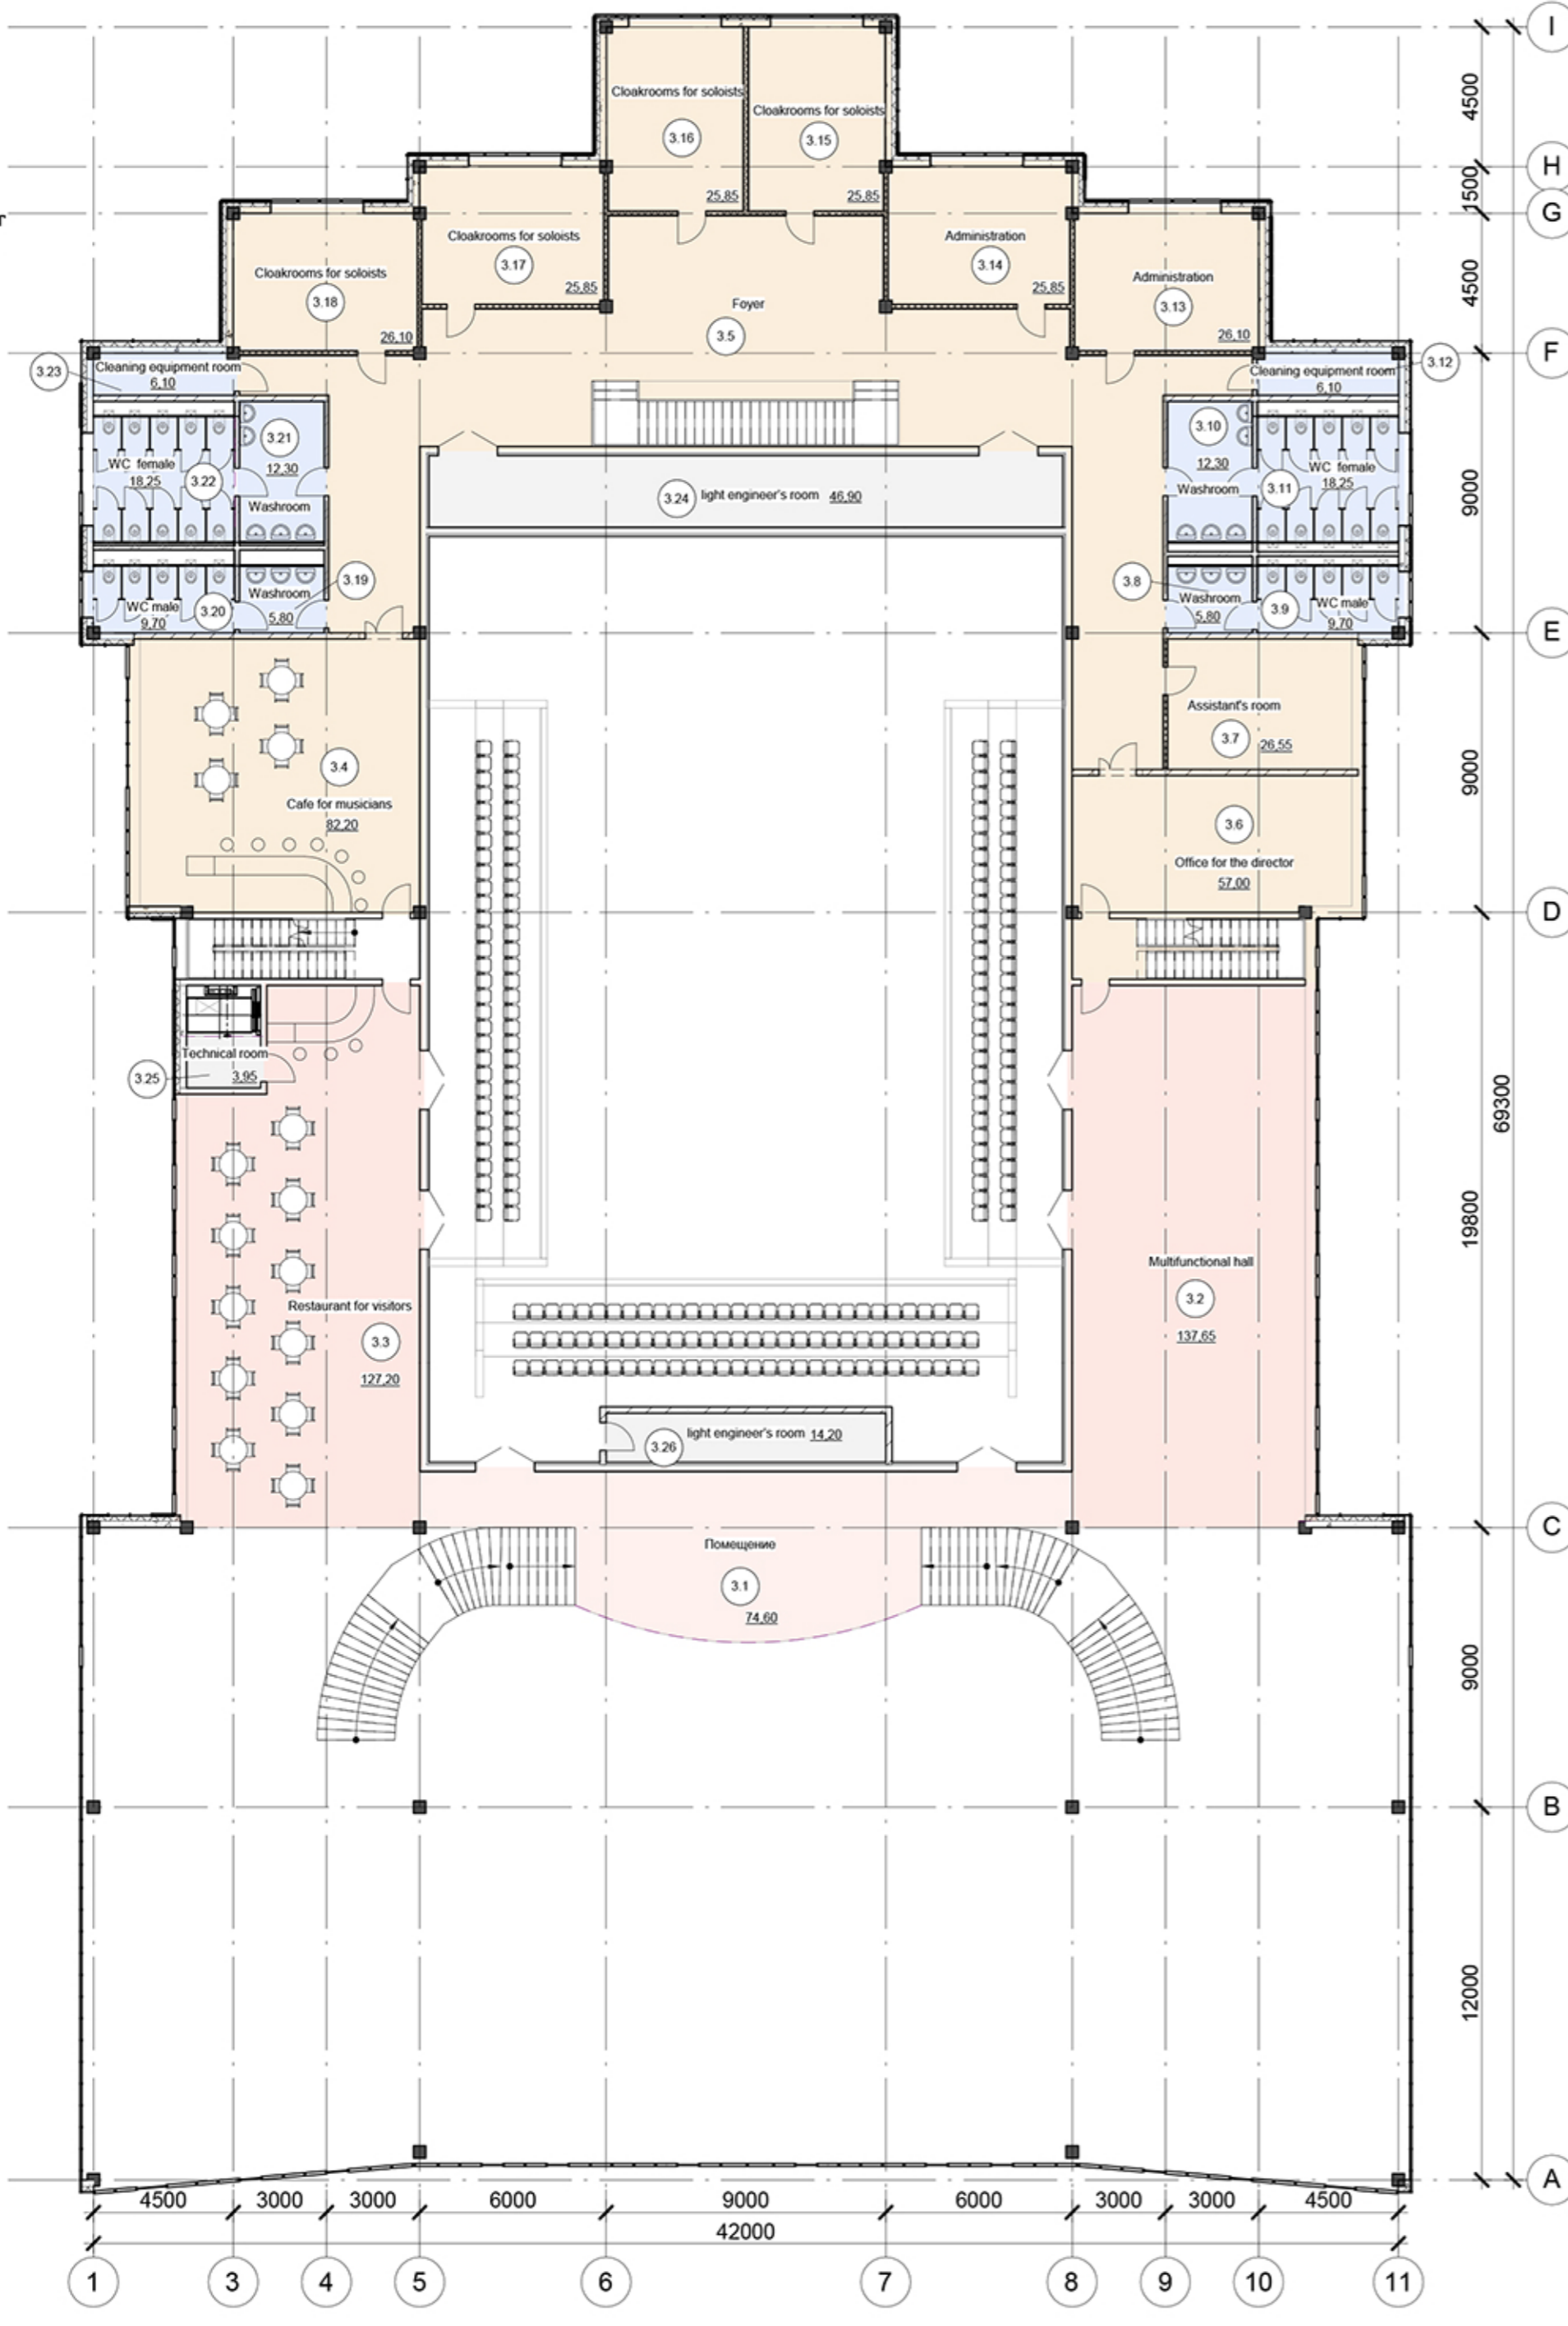 I
4500
Cloakrooms for soloists
3.16
25,85
Cloakrooms for soloists
3.15
25,85
H
1500
G
r
Cloakrooms for soloists
3.17
25,85
Administration
3.14
25,85
4500
Cloakrooms for soloists
3.18
26,10
Foyer
3.5
Administration
3.13
26,10
F
3.23
Cleaning equipment room
6,10
Cleaning equipment room
6,10
3.12
3.21
12,30
Washroom
WC female
18,25
3.22
3.10
12,30
Washroom
3.11
WC female
18,25
9000
3.24
light engineer's room 46,90
WC male
9,70
3.20
Washroom
5,80
3.19
3.8
Washroom
5,80
3.9
WC male
9,70
E
3.4
Cafe for musicians
82,20
Assistant's room
3.7
26,55
9000
3.6
Office for the director
57,00
D
Technical room
3,95
3.25
69300
19800
Restaurant for visitors
3.3
127,20
Multifunctional hall
3.2
137,65
3.26
light engineer's room 14,20
C
Помещение
3.1
74,60
9000
B
12000
A
4500 3000 3000 6000 9000 6000 3000 3000 4500
42000
1 3 4 5 6 7 8 9 10 11